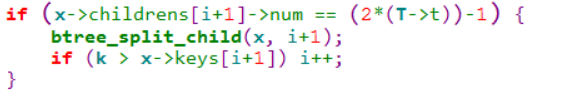 if (x->childrens[i+1]->num == (2*(T->t))-1) {
    btree_split_child(x, i+1);
    if (k > x->keys[i+1]) i++;
}